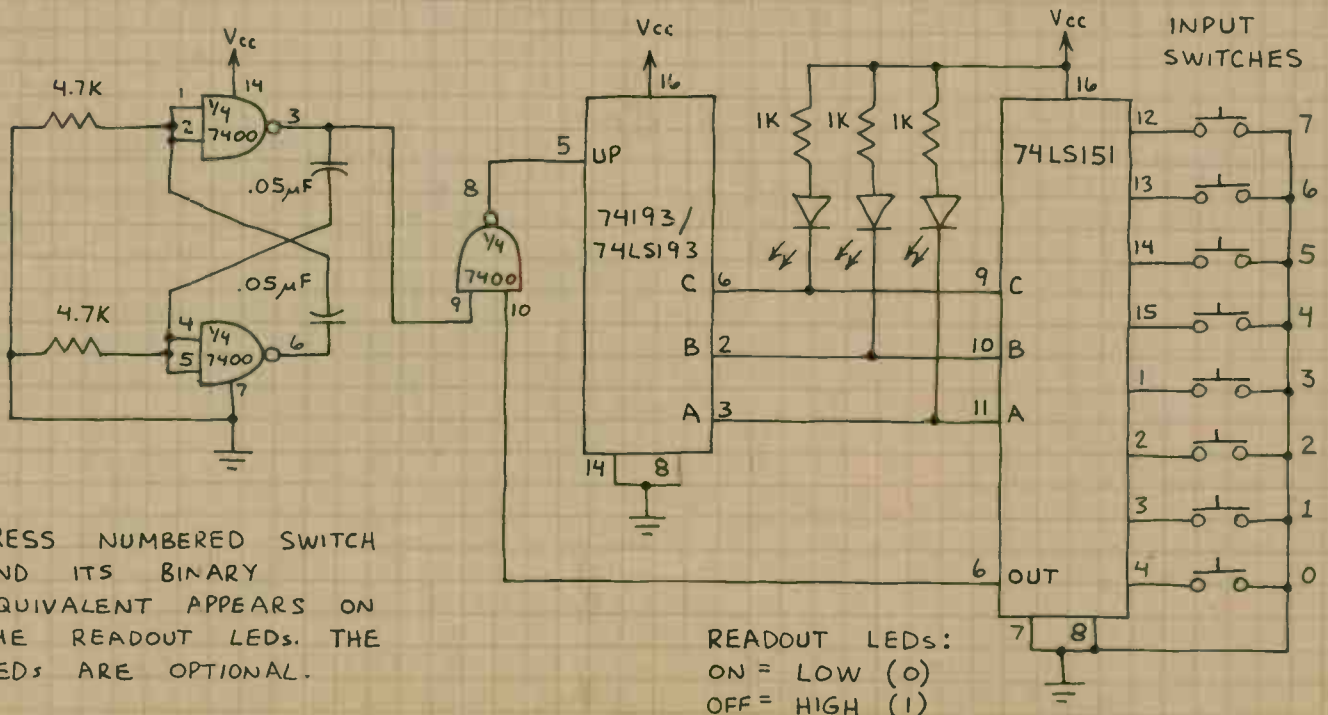 Vcc
14
4.7K
1
2
1/4
7400
3
.05µF
.05µF
4.7K
4
5
1/4
7400
6
7
8
1/4
7400
9
10
Vcc
16
5
UP
74193/
74LS193
C 6
B 2
A 3
14
8
1K
1K
1K
Vcc
16
74LS151
9 C
10 B
11 A
6 OUT
7
8
INPUT
SWITCHES
12 7
13 6
14 5
15 4
1 3
2 2
3 1
4 0
RESS NUMBERED SWITCH
ND ITS BINARY
QUIVALENT APPEARS ON
HE READOUT LEDs. THE
EDs ARE OPTIONAL.
READOUT LEDs:
ON = LOW (0)
OFF = HIGH (1)